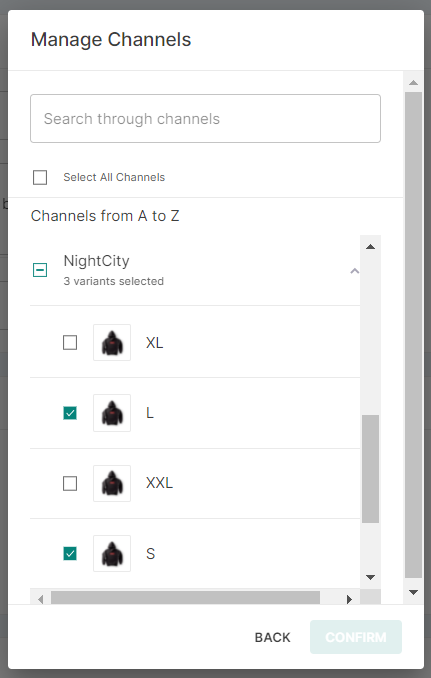 Manage Channels
Search through channels
Select All Channels
Channels from A to Z
NightCity
3 variants selected
XL
L
XXL
S
BACK
CONFIRM